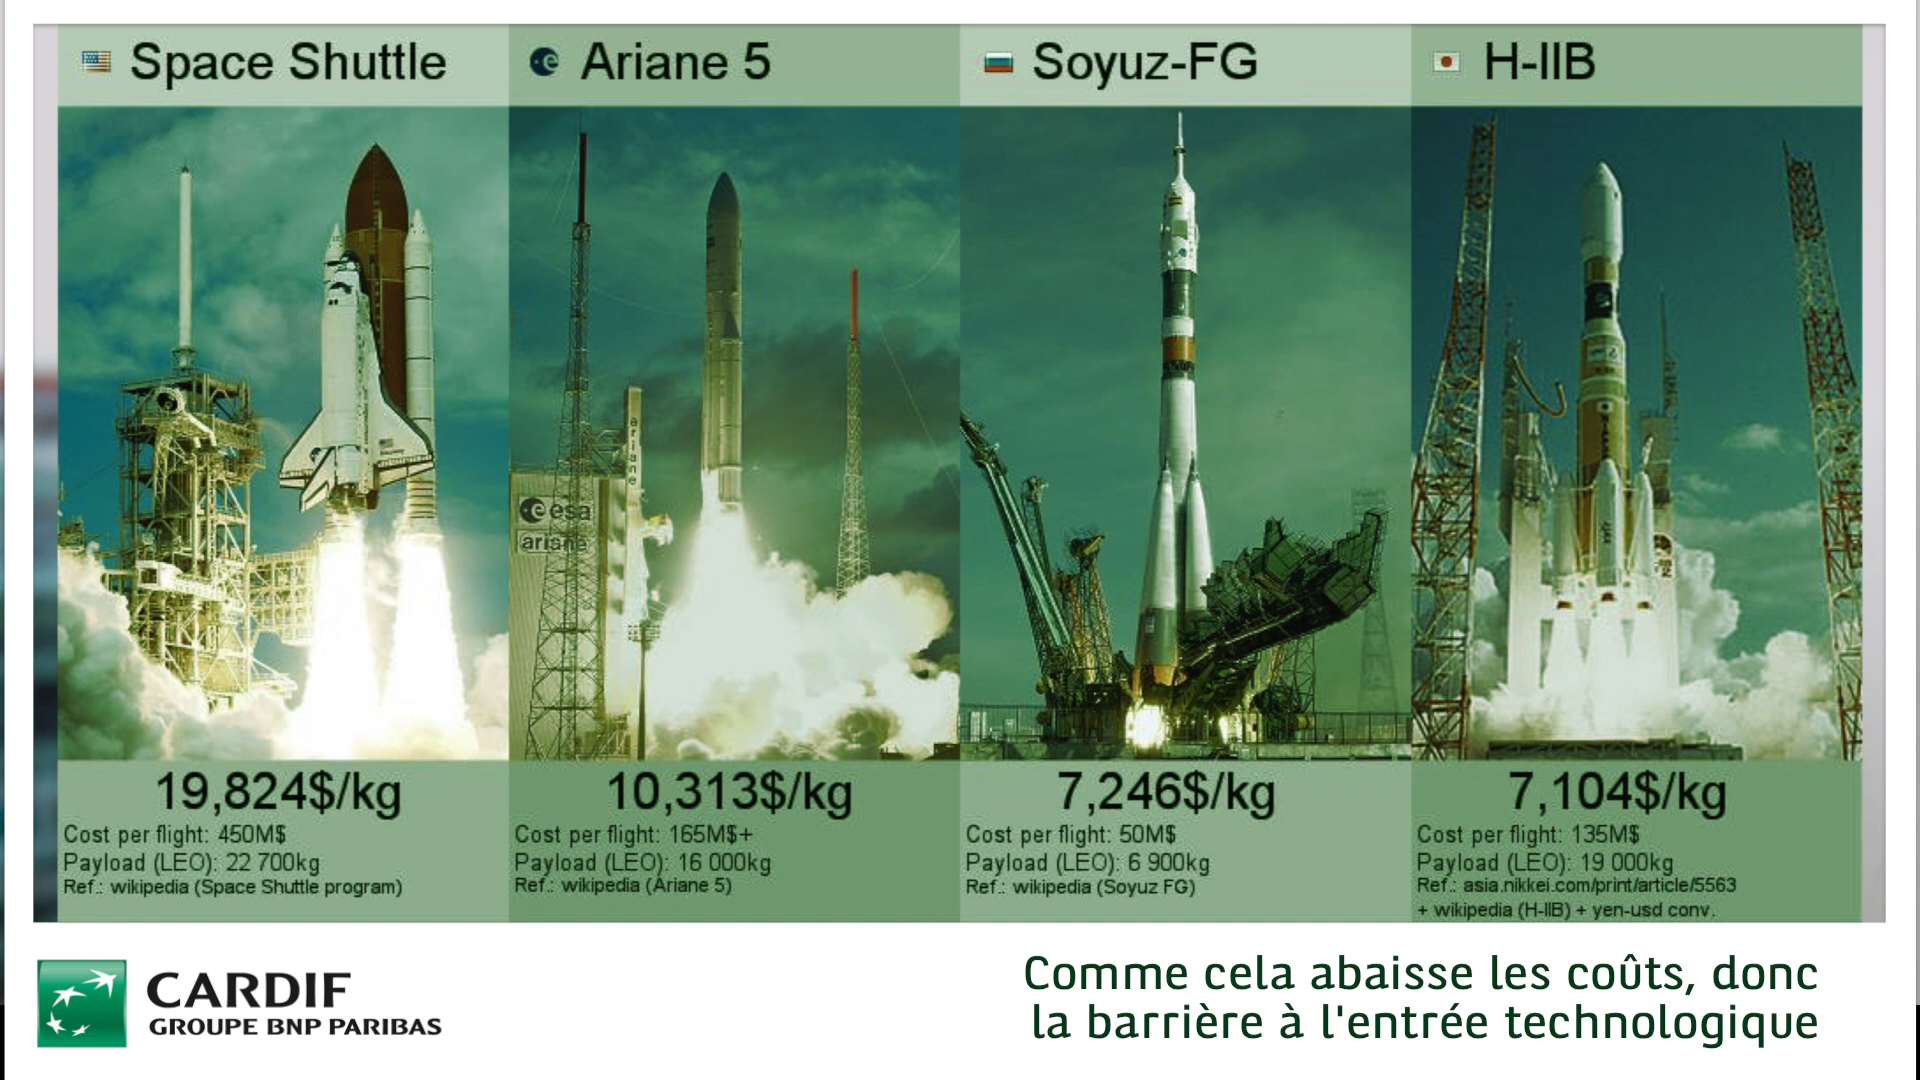 Space Shuttle
Ariane 5
Soyuz-FG
H-IIB
ariane
esa
ariane
19,824$/kg
Cost per flight: 450M$
Payload (LEO): 22 700kg
Ref.: wikipedia (Space Shuttle program)
10,313$/kg
Cost per flight: 165M$+
Payload (LEO): 16 000kg
Ref.: wikipedia (Ariane 5)
7,246$/kg
Cost per flight: 50M$
Payload (LEO): 6 900kg
Ref.: wikipedia (Soyuz FG)
7,104$/kg
Cost per flight: 135M$
Payload (LEO): 19 000kg
Ref.: asia.nikkei.com/print/article/5563
+ wikipedia (H-IIB) + yen-usd conv.
CARDIF
GROUPE BNP PARIBAS
Comme cela abaisse les coûts, donc
la barrière à l'entrée technologique